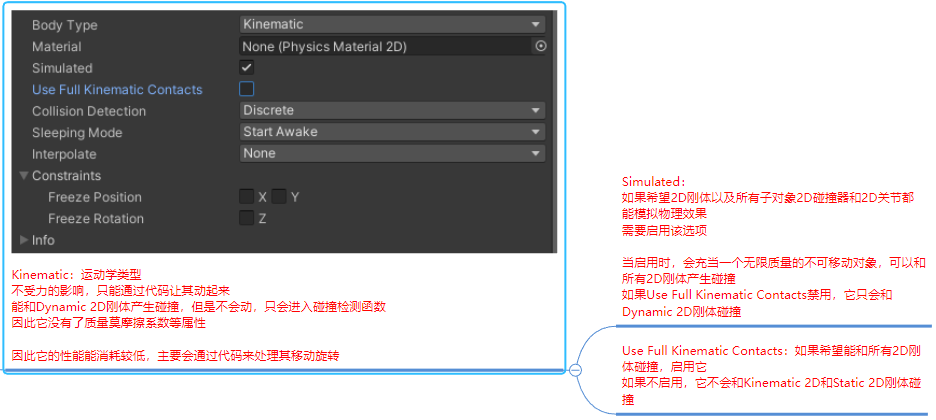 Body Type Kinematic
Material None (Physics Material 2D)
Simulated
Use Full Kinematic Contacts
Collision Detection Discrete
Sleeping Mode Start Awake
Interpolate None
Constraints
Freeze Position X Y
Freeze Rotation Z
Info
Kinematic：运动学类型
不受力的影响，只能通过代码让其动起来
能和Dynamic 2D刚体产生碰撞，但是不会动，只会进入碰撞检测函数
因此它没有了质量莫摩擦系数等属性
因此它的性能能消耗较低，主要会通过代码来处理其移动旋转
Simulated：
如果希望2D刚体以及所有子对象2D碰撞器和2D关节都
能模拟物理效果
需要启用该选项
当启用时，会充当一个无限质量的不可移动对象，可以和
所有2D刚体产生碰撞
如果Use Full Kinematic Contacts禁用，它只会和
Dynamic 2D刚体碰撞
Use Full Kinematic Contacts：如果希望能和所有2D刚
体碰撞，启用它
如果不启用，它不会和Kinematic 2D和Static 2D刚体碰
撞